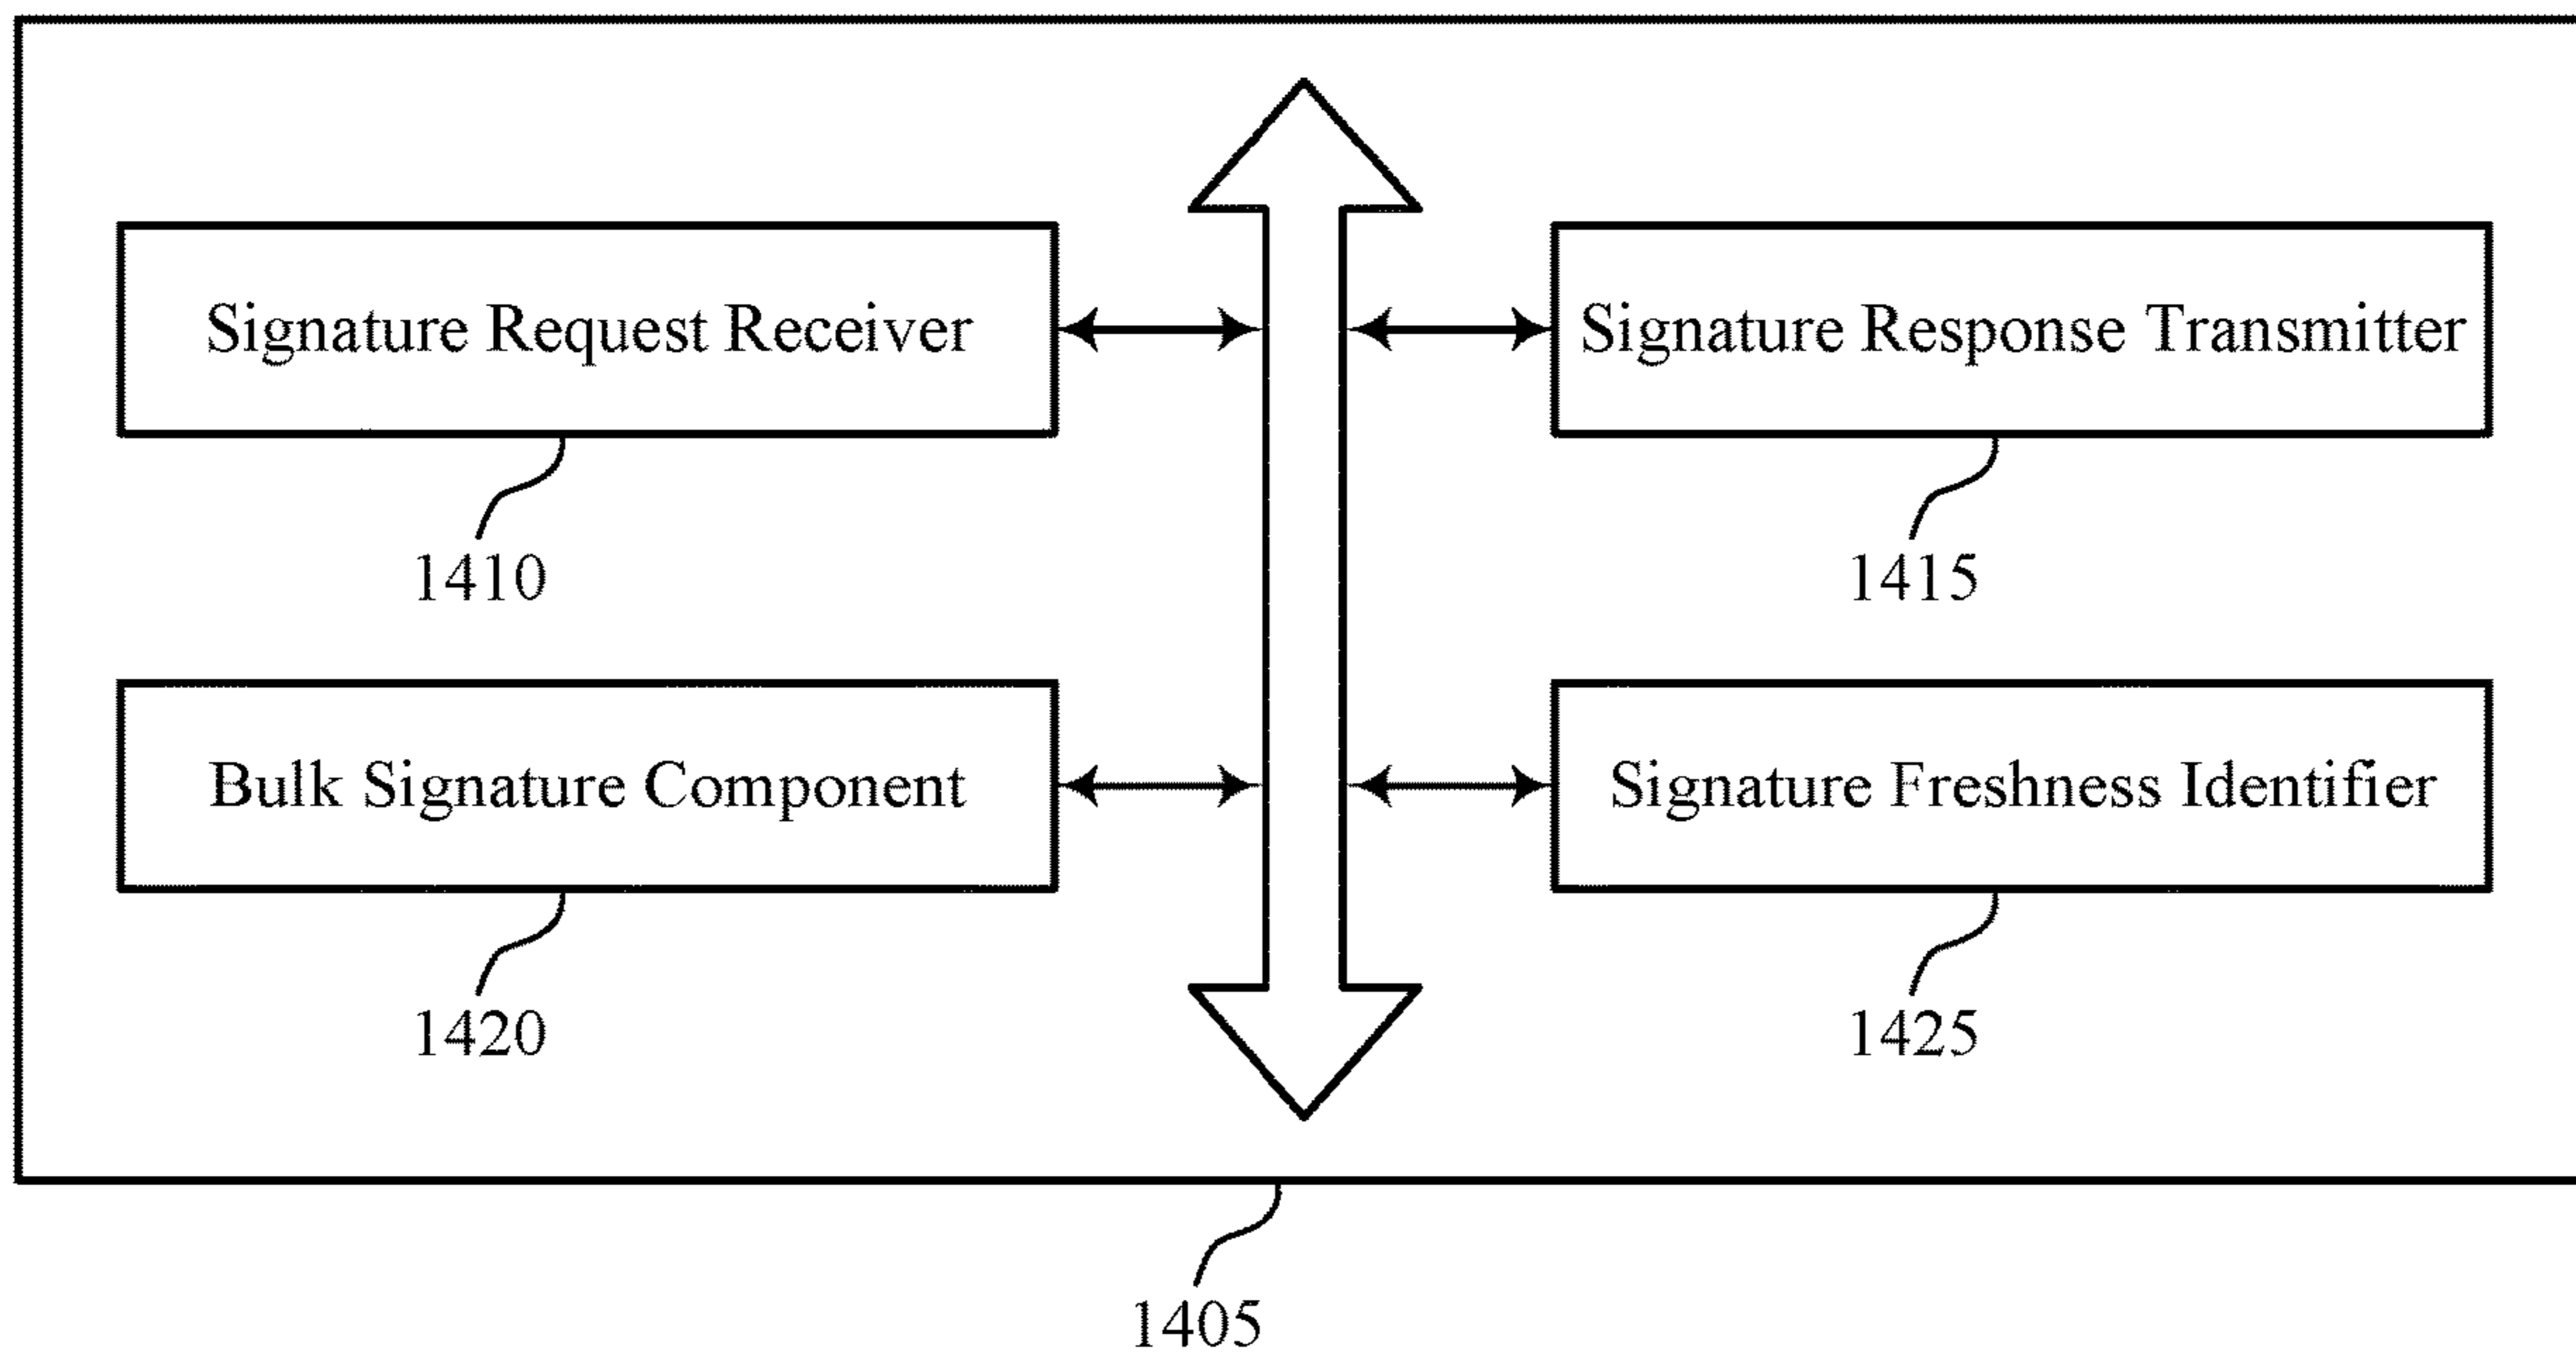 Signature Request Receiver
Signature Response Transmitter
1410
1415
Bulk Signature Component
Signature Freshness Identifier
1420
1425
1405